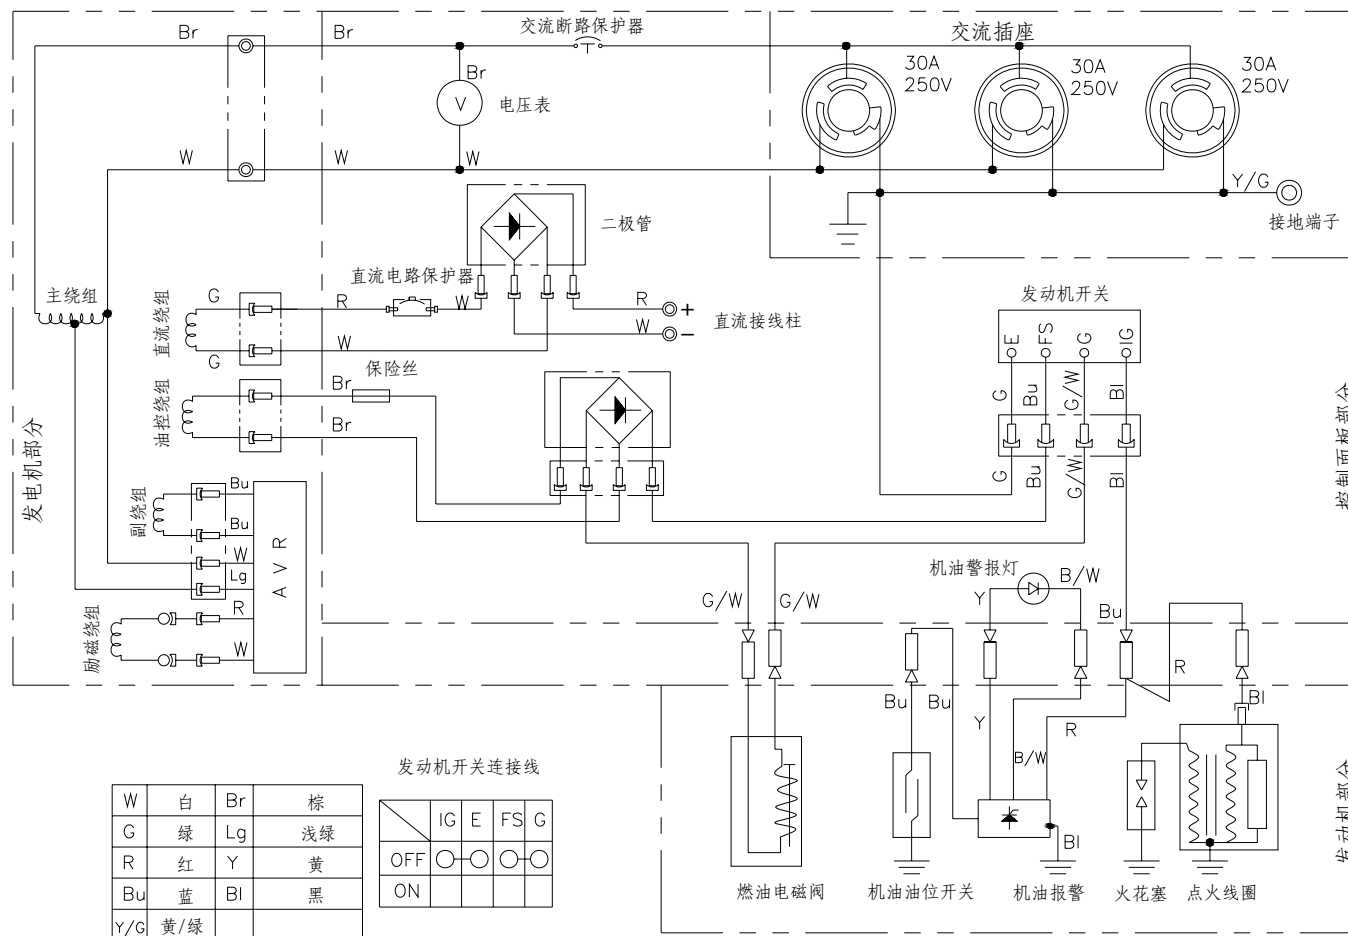 Br
Br
交流断路保护器
交流插座
30A
250V
30A
250V
30A
250V
Br
V
电压表
W
W
W
Y/G
接地端子
二极管
直流电路保护器
主绕组
G
R
W
R
+
W
−
直流接线柱
发动机开关
直流绕组
G
W
保险丝
E
FS
G
IG
油控绕组
Br
Br
G
Bu
G/W
Bl
G
Bu
G/W
Bl
发电机部分
控制面板部分
副绕组
Bu
Bu
W
Lg
R
W
AVR
励磁绕组
机油警报灯
Y
B/W
G/W
G/W
Bu
R
Bu
Bu
Y
B/W
R
Bl
Bl
发动机部分
燃油电磁阀
机油油位开关
机油报警
火花塞
点火线圈
发动机开关连接线
IG E FS G
OFF
ON
W 白 Br 棕
G 绿 Lg 浅绿
R 红 Y 黄
Bu 蓝 Bl 黑
Y/G 黄/绿